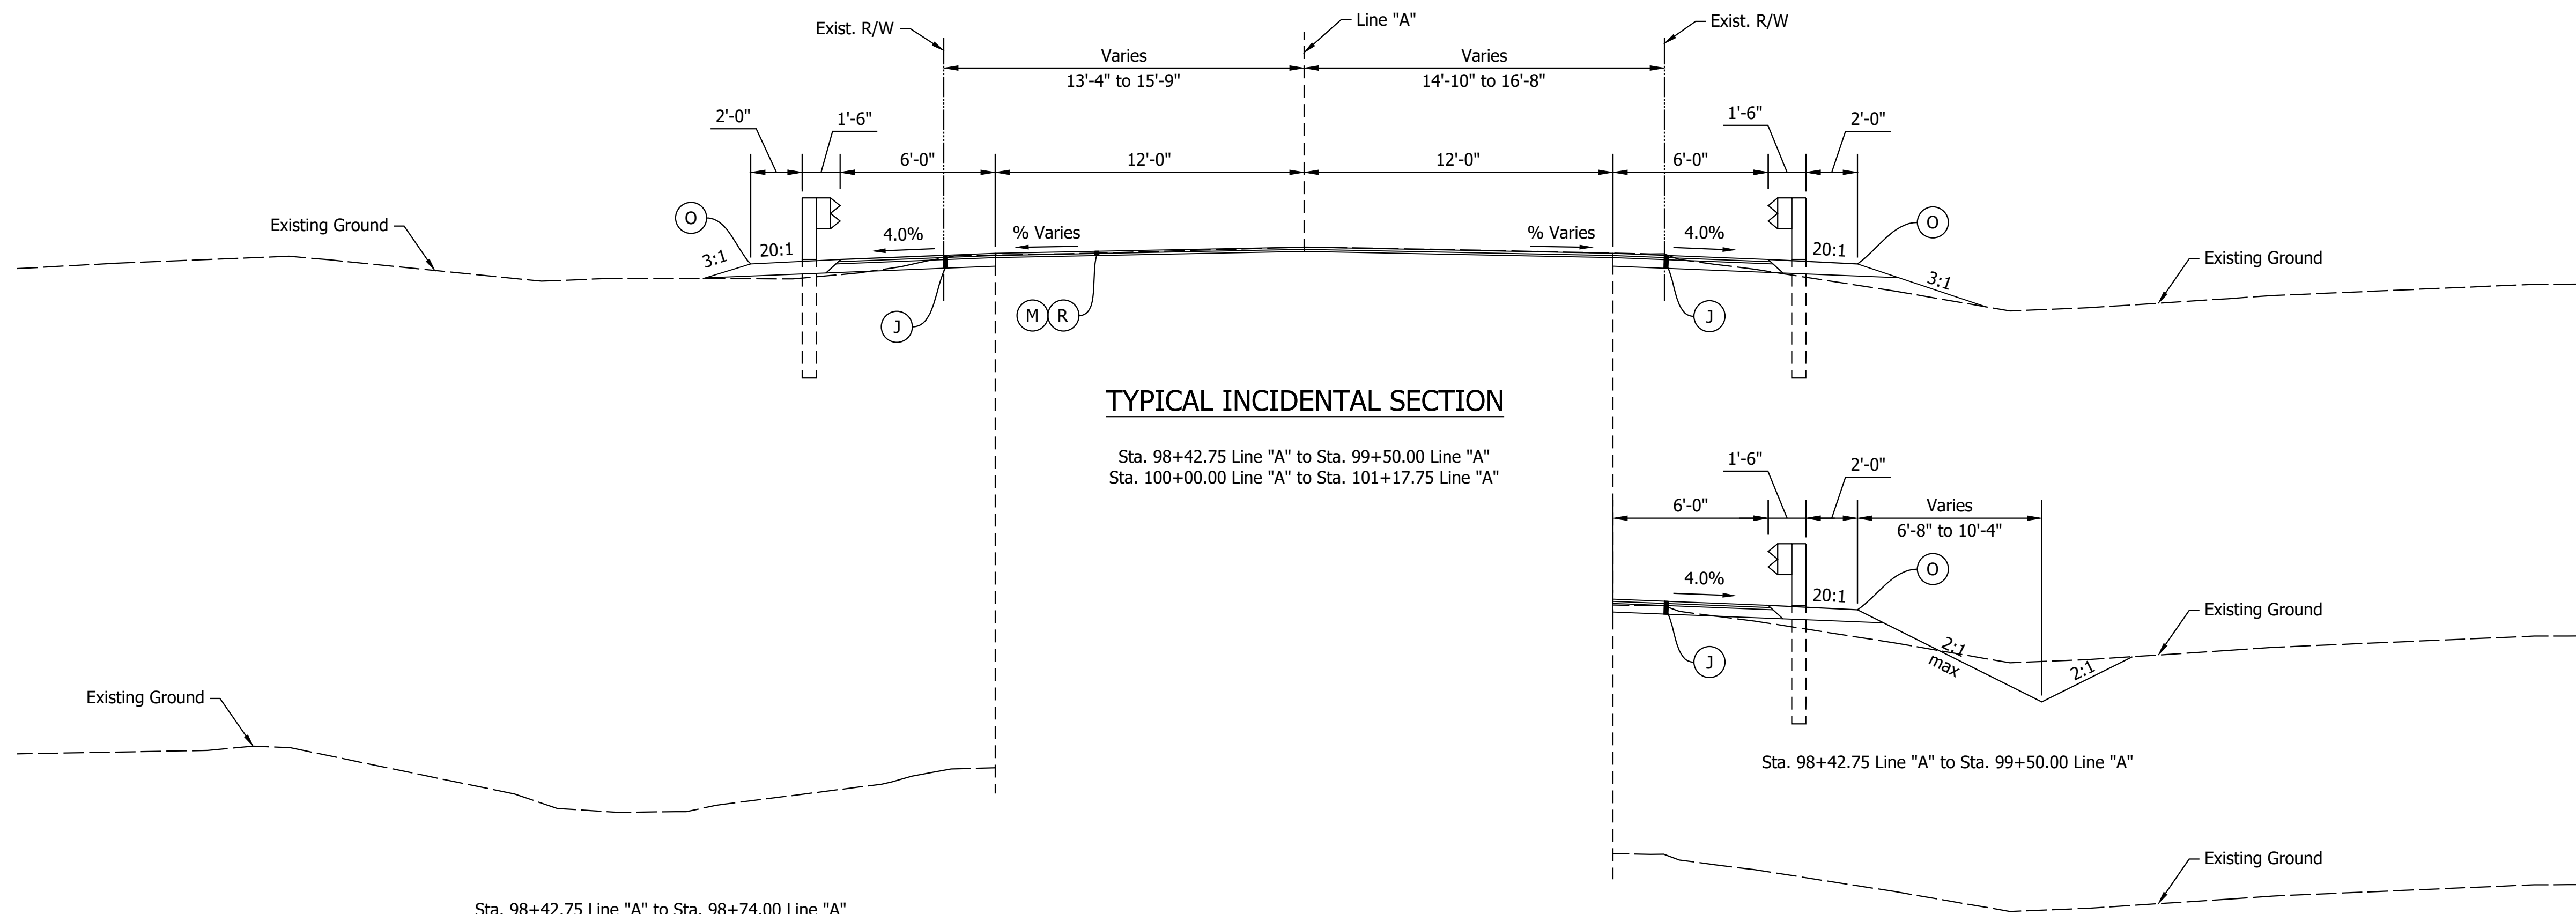 Exist. R/W
Line "A"
Exist. R/W
Varies
13'-4" to 15'-9"
Varies
14'-10" to 16'-8"
2'-0"
1'-6"
6'-0"
12'-0"
12'-0"
6'-0"
1'-6"
2'-0"
Existing Ground
O
3:1
20:1
4.0%
% Varies
% Varies
4.0%
20:1
O
3:1
Existing Ground
J
M R
J
TYPICAL INCIDENTAL SECTION
Sta. 98+42.75 Line "A" to Sta. 99+50.00 Line "A"
Sta. 100+00.00 Line "A" to Sta. 101+17.75 Line "A"
6'-0"
1'-6"
2'-0"
Varies
6'-8" to 10'-4"
4.0%
20:1
O
J
2:1
max
2:1
Existing Ground
Existing Ground
Sta. 98+42.75 Line "A" to Sta. 99+50.00 Line "A"
Existing Ground
Sta. 98+42.75 Line "A" to Sta. 98+74.00 Line "A"